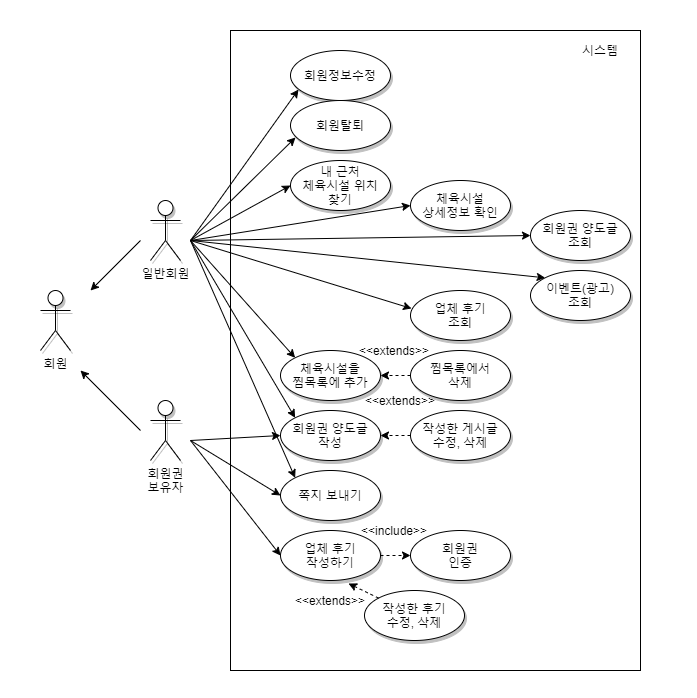 시스템
회원정보수정
회원탈퇴
내 근처
체육시설 위치
찾기
체육시설
상세정보 확인
회원권 양도글
조회
일반회원
이벤트(광고)
조회
업체 후기
조회
회원
<<extends>>
체육시설을
찜목록에 추가
찜목록에서
삭제
<<extends>>
회원권 양도글
작성
작성한 게시글
수정, 삭제
회원권
보유자
쪽지 보내기
<<include>>
업체 후기
작성하기
회원권
인증
<<extends>>
작성한 후기
수정, 삭제